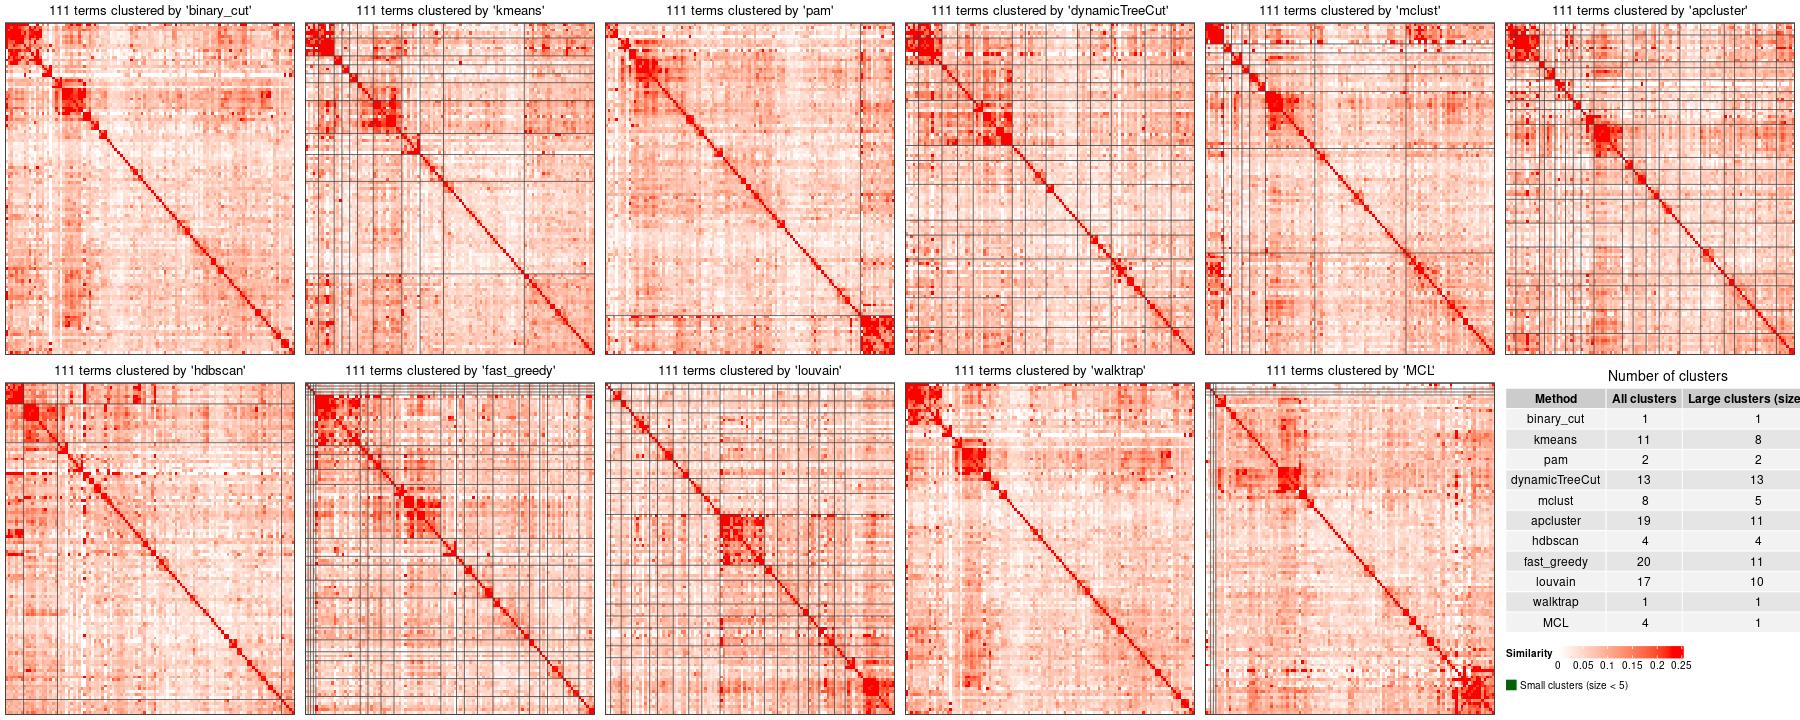 111 terms clustered by 'binary_cut'
111 terms clustered by 'kmeans'
111 terms clustered by 'pam'
111 terms clustered by 'dynamicTreeCut'
111 terms clustered by 'mclust'
111 terms clustered by 'apcluster'
111 terms clustered by 'hdbscan'
111 terms clustered by 'fast_greedy'
111 terms clustered by 'louvain'
111 terms clustered by 'walktrap'
111 terms clustered by 'MCL'
Number of clusters
Method All clusters Large clusters (size
binary_cut 1 1
kmeans 11 8
pam 2 2
dynamicTreeCut 13 13
mclust 8 5
apcluster 19 11
hdbscan 4 4
fast_greedy 20 11
louvain 17 10
walktrap 1 1
MCL 4 1
Similarity
0 0.05 0.1 0.15 0.2 0.25
Small clusters (size < 5)